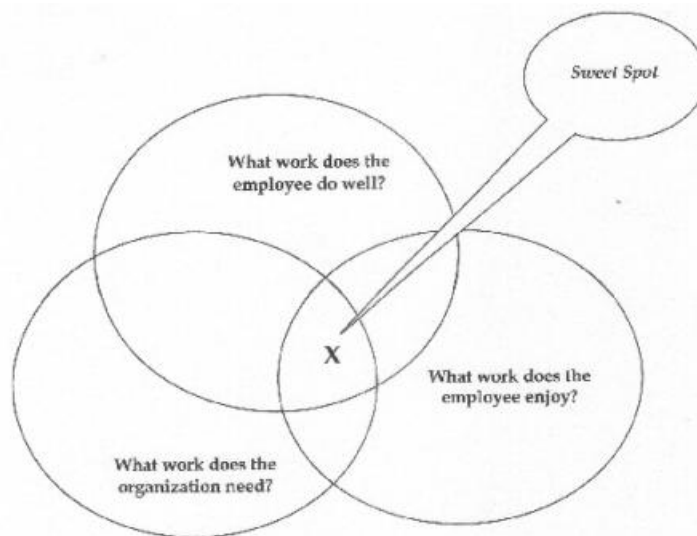 Sweet Spot
What work does the
employee do well?
X
What work does the
employee enjoy?
What work does the
organization need?